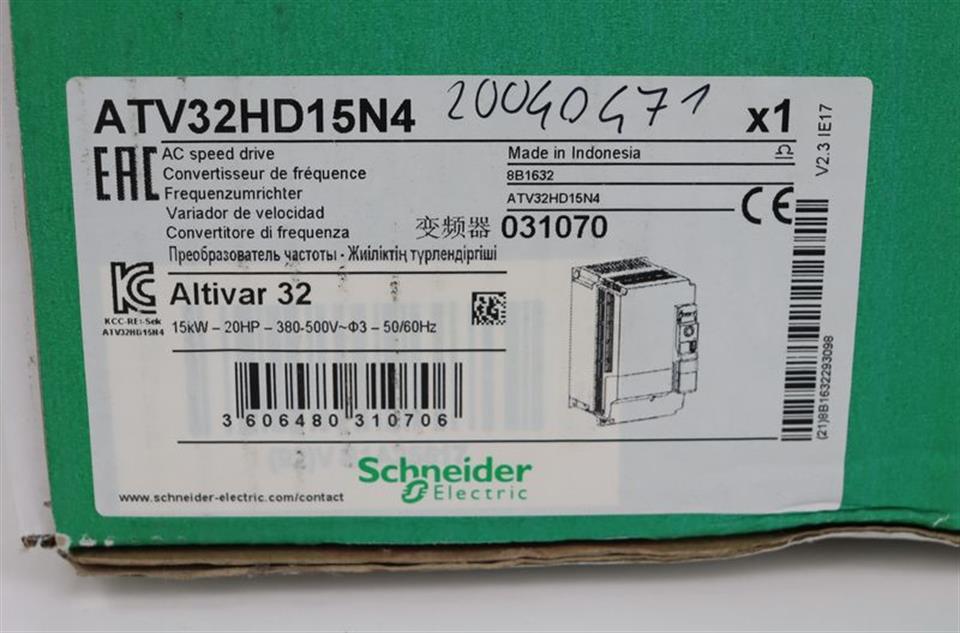 ATV32HD15N4 20040471 x1
EAC
AC speed drive
Convertisseur de fréquence
Frequenzumrichter
Variador de velocidad
Convertitore di frequenza
Преобразователь частоты - Жиіліктің түрлендіргіші
Made in Indonesia
8B1632
ATV32HD15N4
CE
变频器 031070
V2.3 IE17
KC
KCC-REI-Sek
ATV32HD15N4
Altivar 32
15kW – 20HP – 380-500V~Φ3 – 50/60Hz
3 606480 310706
(21)8B1632293098
Schneider
Electric
www.schneider-electric.com/contact